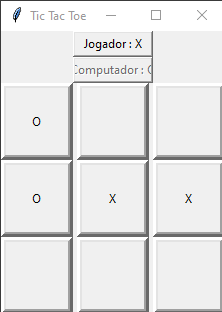 Tic Tac Toe
Jogador : X
Computador :
O
O X X